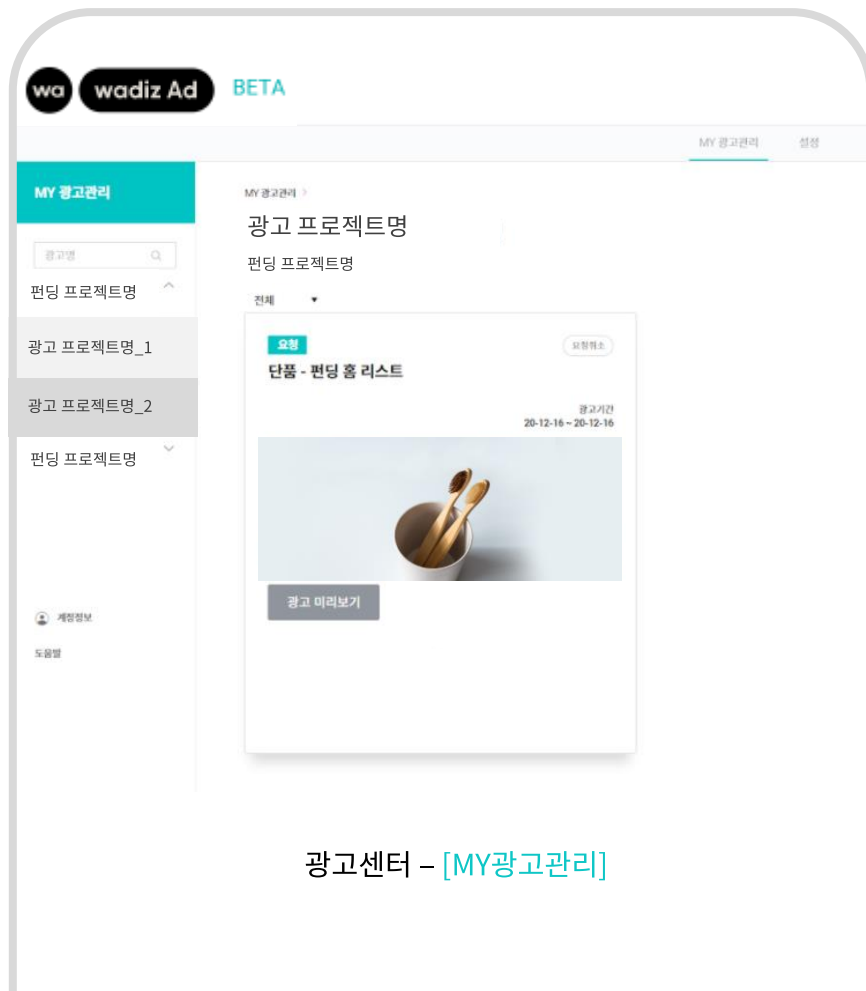 wa wadiz Ad BETA
MY 광고관리 설정
MY 광고관리
광고명
펀딩 프로젝트명
광고 프로젝트명_1
광고 프로젝트명_2
펀딩 프로젝트명
계정정보
도움말
MY 광고관리 >
광고 프로젝트명
펀딩 프로젝트명
전체
요청 요청취소
단품 - 펀딩 홈 리스트
광고기간
20-12-16 ~ 20-12-16
광고 미리보기
광고센터 – [MY광고관리]